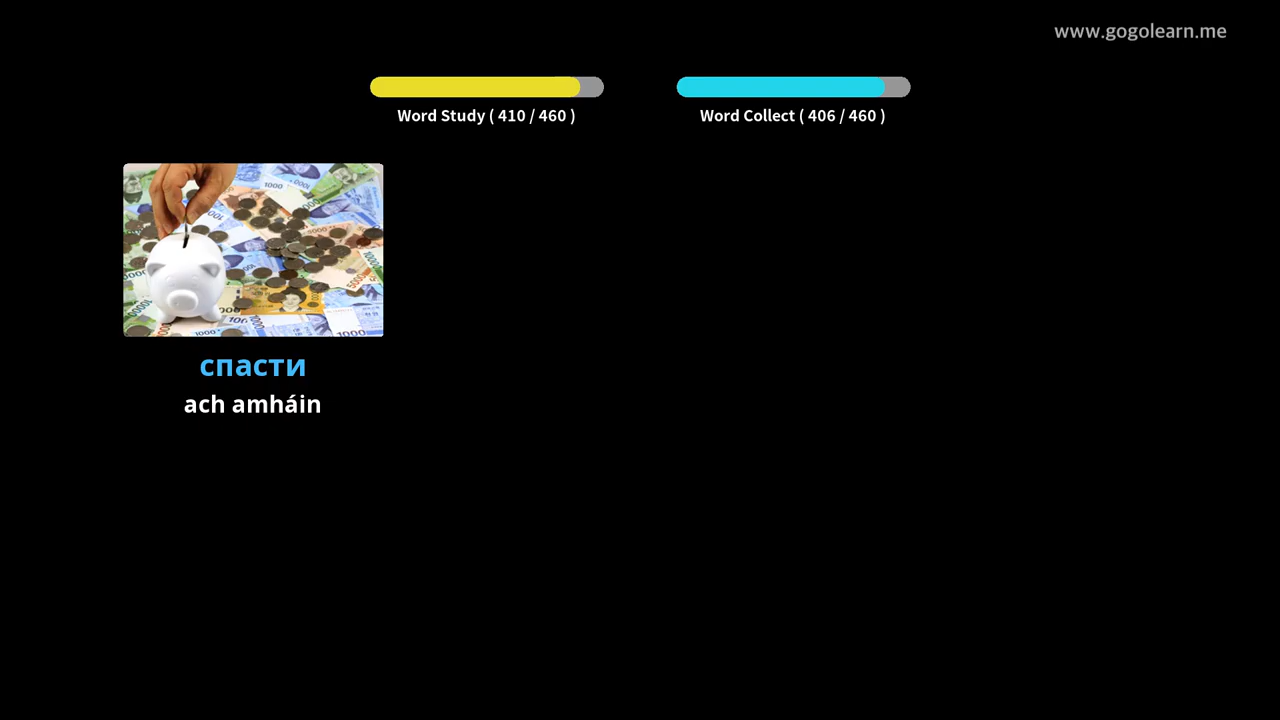 www.gogolearn.me
Word Study ( 410 / 460 )
Word Collect ( 406 / 460 )
спасти
ach amháin